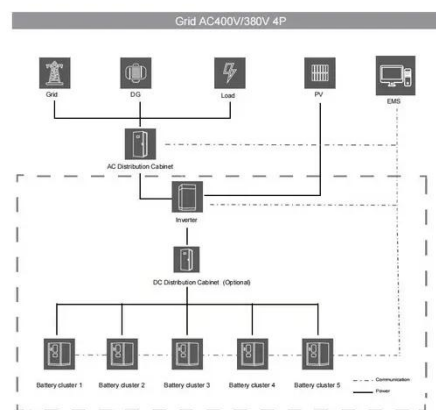 Grid AC400V/380V 4P
Grid
DG
Load
PV
EMS
AC Distribution Cabinet
Inverter
DC Distribution Cabinet (Optional)
Battery cluster 1
Battery cluster 2
Battery cluster 3
Battery cluster 4
Battery cluster 5
Communication
Power